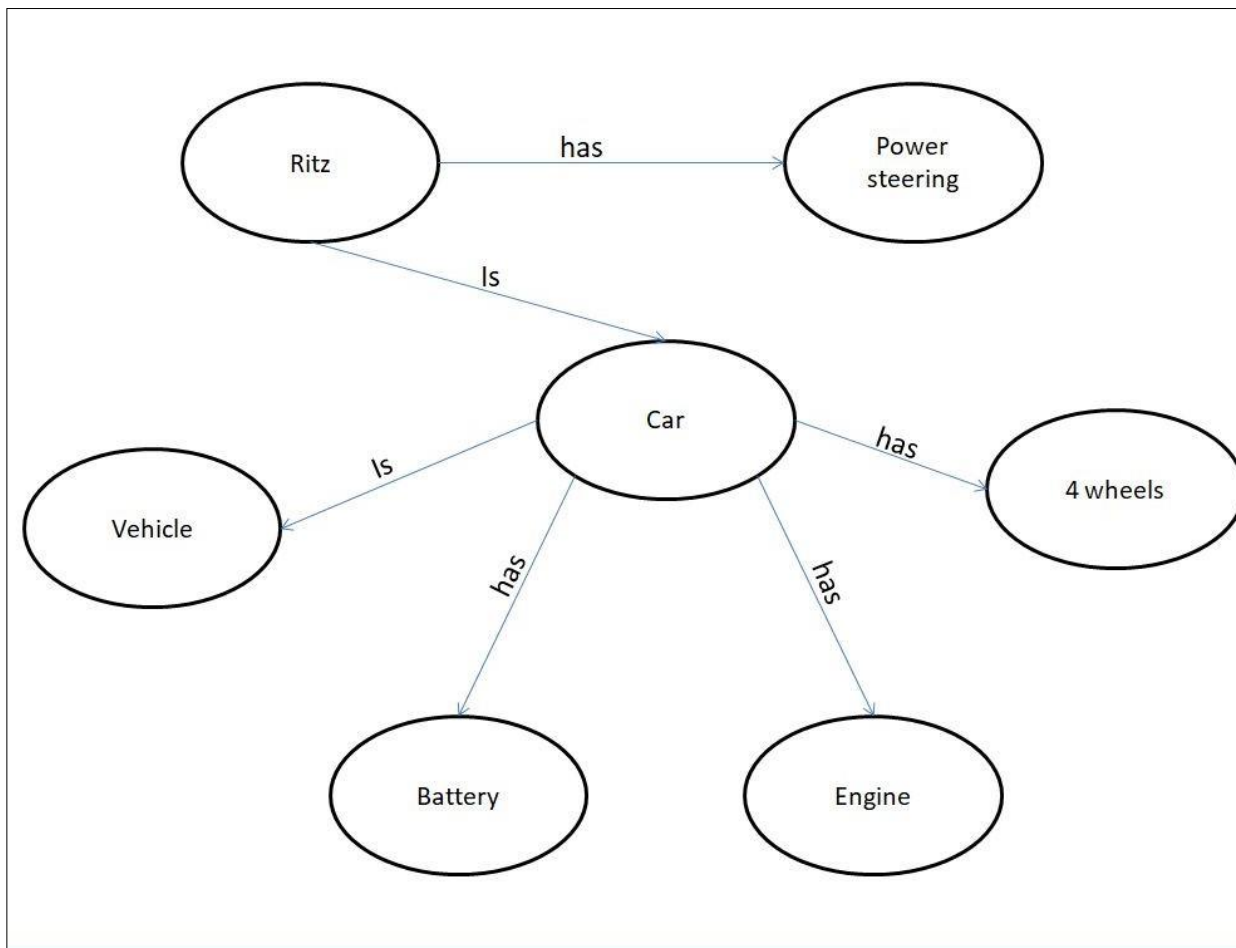 Ritz
has
Power
steering
Is
Car
has
4 wheels
Is
Vehicle
has
has
Battery
Engine